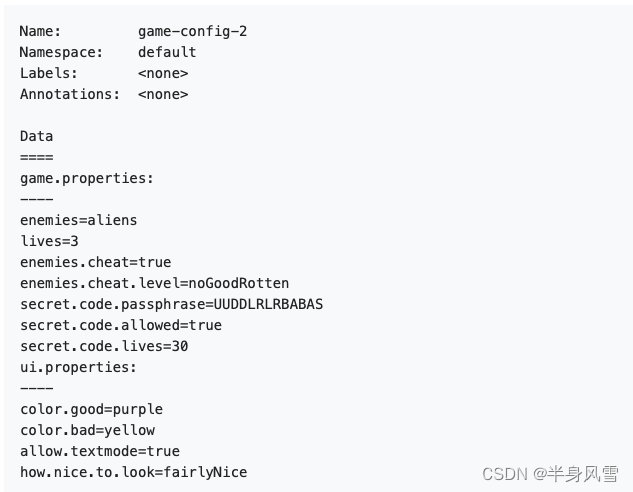 Name:         game-config-2
Namespace:    default
Labels:       <none>
Annotations:  <none>

Data
====
game.properties:
----
enemies=aliens
lives=3
enemies.cheat=true
enemies.cheat.level=noGoodRotten
secret.code.passphrase=UUDDLRLRBABAS
secret.code.allowed=true
secret.code.lives=30
ui.properties:
----
color.good=purple
color.bad=yellow
allow.textmode=true
how.nice.to.look=fairlyNice
CSDN @半身风雪